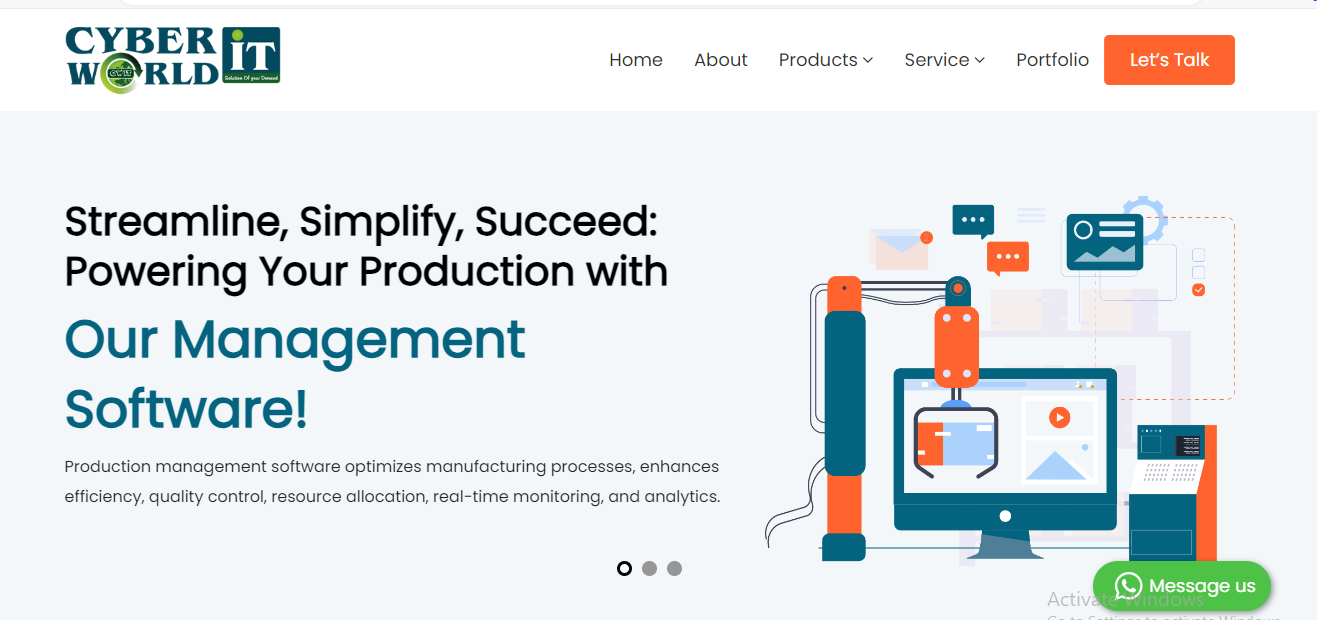 CYBER iT
WORLD
CWIT
Solution Of your Demand
Home About Products Service Portfolio Let's Talk
Streamline, Simplify, Succeed:
Powering Your Production with
Our Management
Software!
Production management software optimizes manufacturing processes, enhances
efficiency, quality control, resource allocation, real-time monitoring, and analytics.
Message us
Activate Windows
Go to Settings to activate Windows.